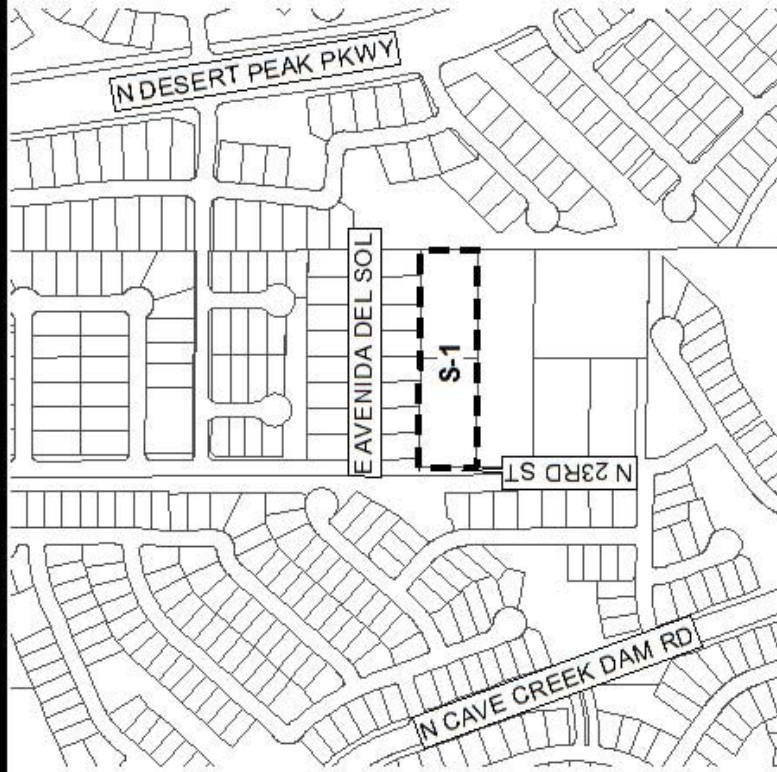 N DESERT PEAK PKWY
E AVENIDA DEL SOL
S-1
N 23RD ST
N CAVE CREEK DAM RD